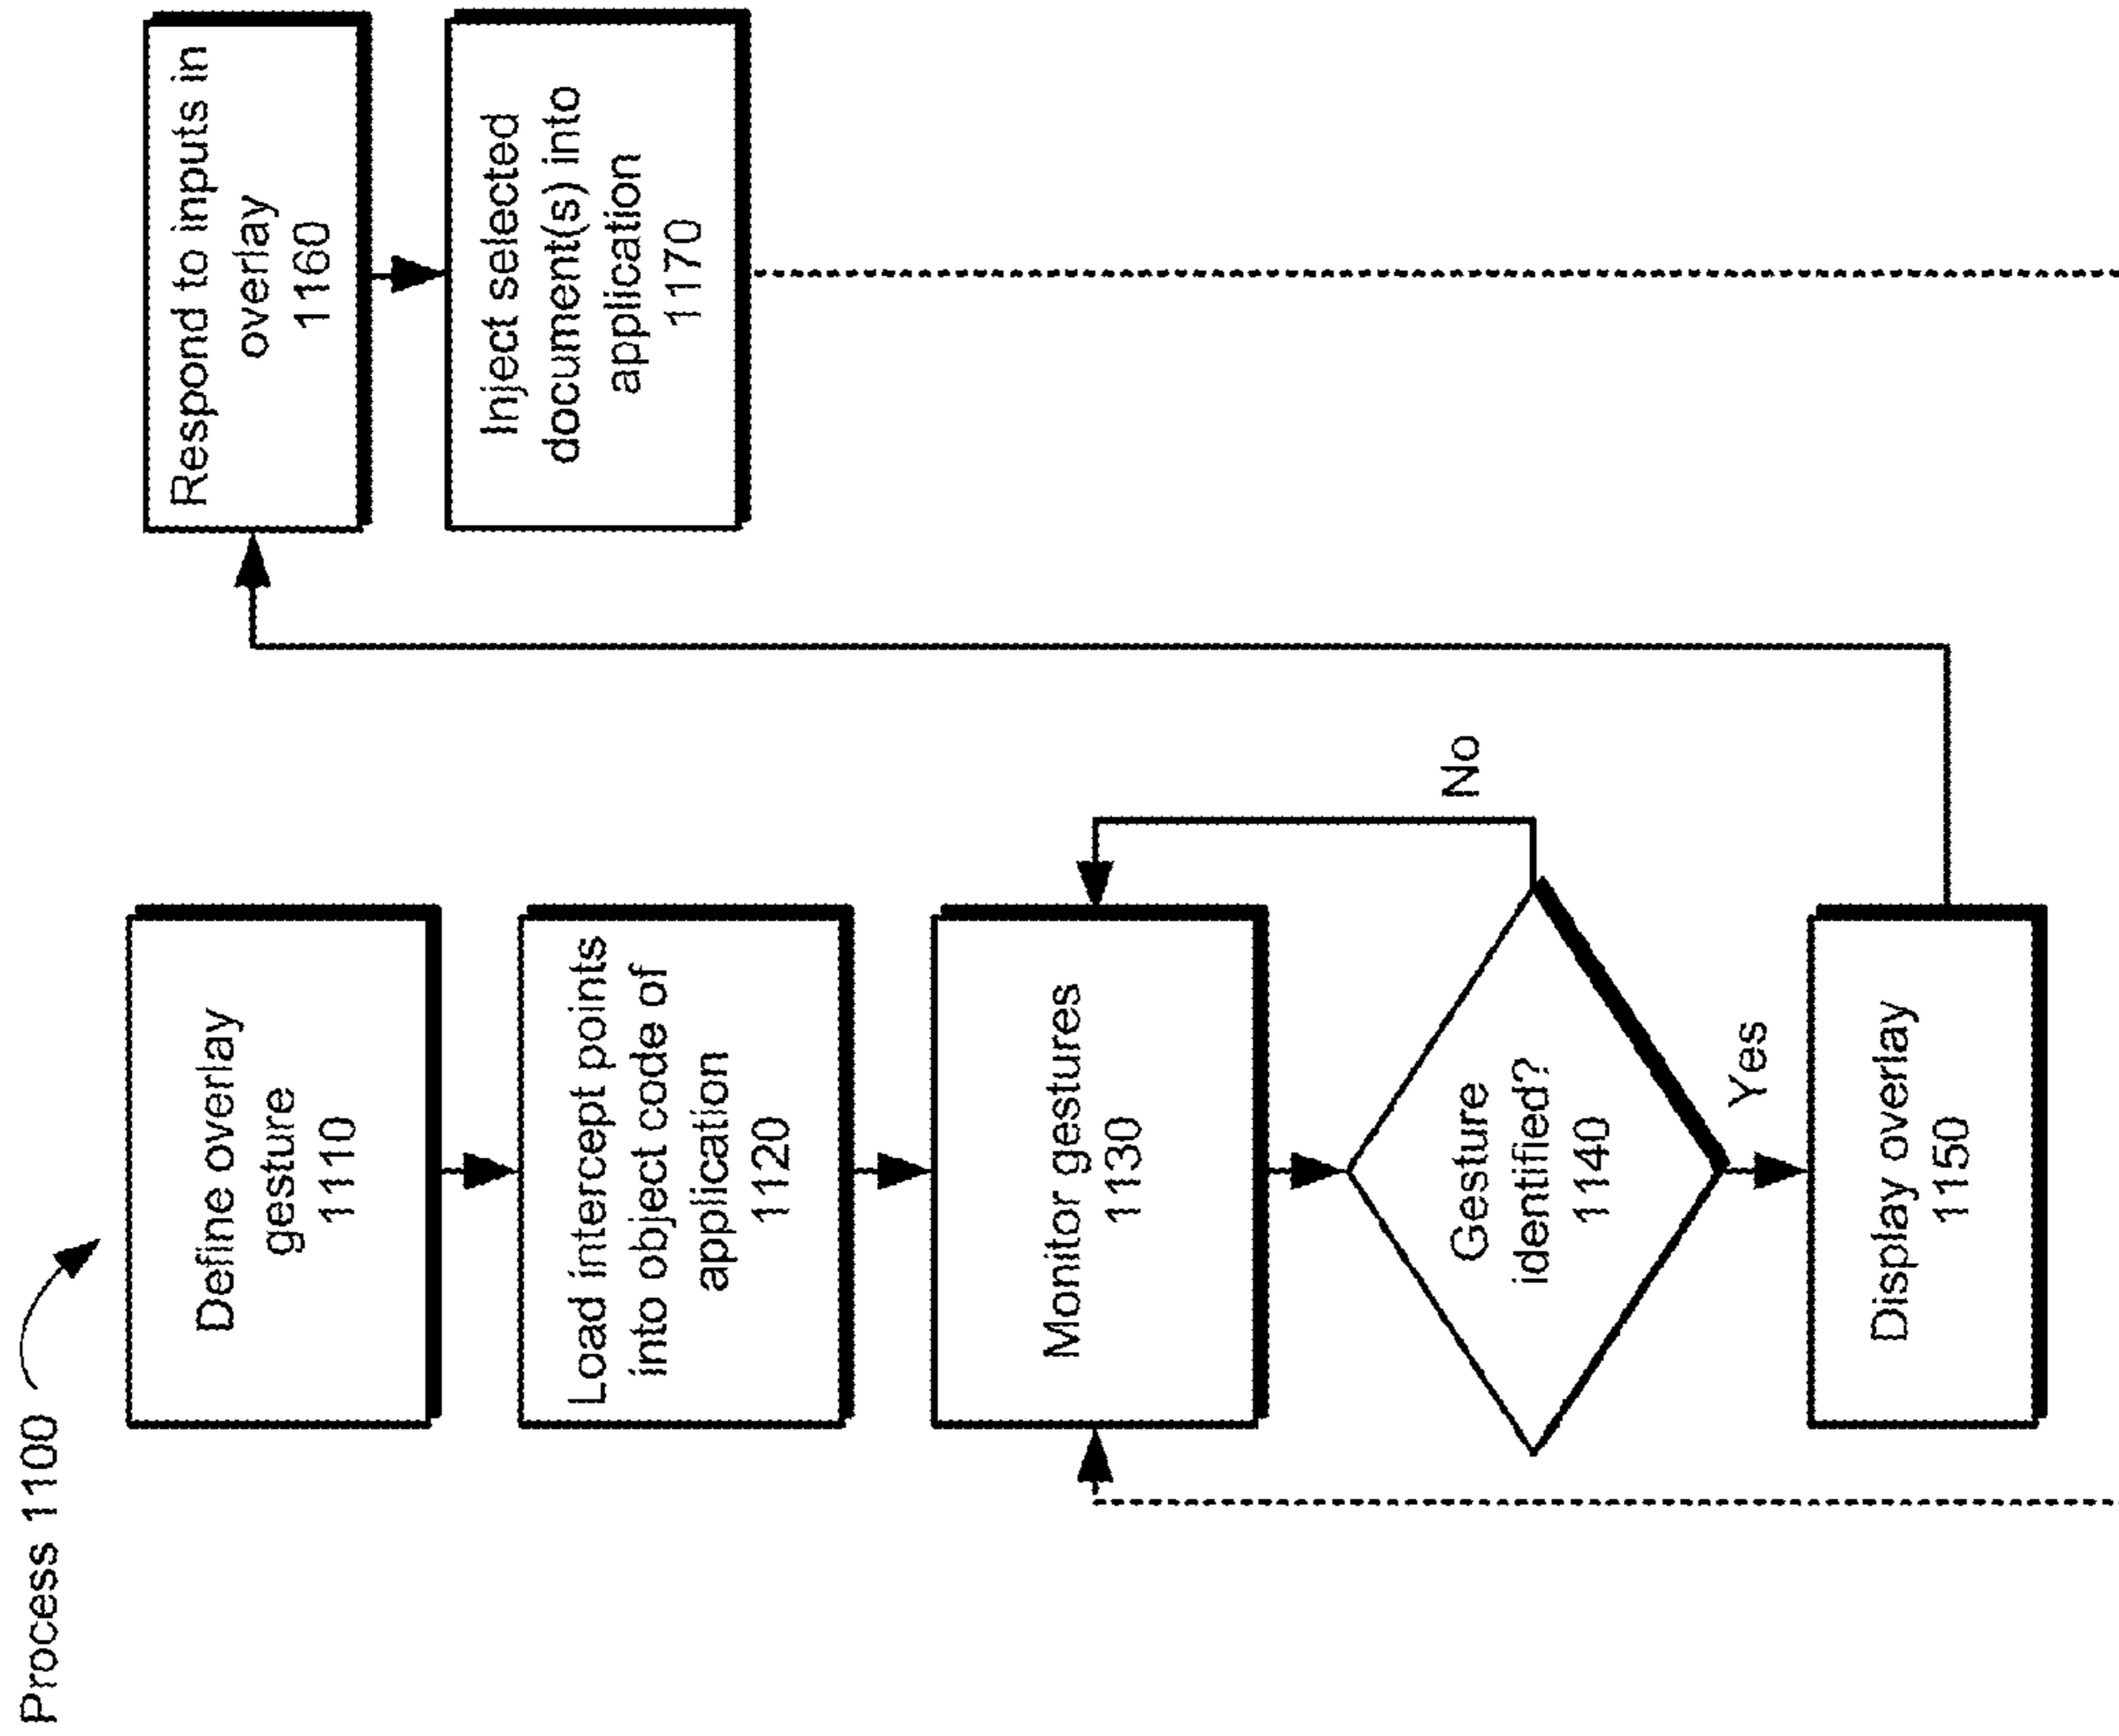 Process 1100
Define overlay
gesture
1110
Load intercept points
into object code of
application
1120
Monitor gestures
1130
Gesture
identified?
1140
No
Yes
Display overlay
1150
Respond to inputs in
overlay
1160
Inject selected
document(s) into
application
1170